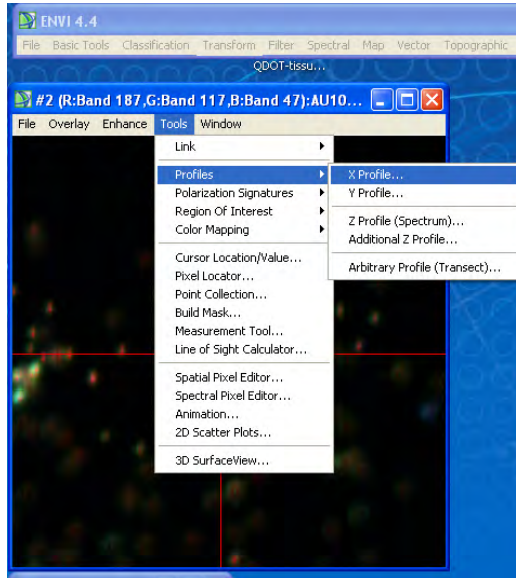 ENVI 4.4
File Basic Tools Classification Transform Filter Spectral Map Vector Topographic
QDOT-tissu...
#2 (R:Band 187,G:Band 117,B:Band 47):AU10...
File Overlay Enhance Tools Window
Link
Profiles
Polarization Signatures
Region Of Interest
Color Mapping
Cursor Location/Value...
Pixel Locator...
Point Collection...
Build Mask...
Measurement Tool...
Line of Sight Calculator...
Spatial Pixel Editor...
Spectral Pixel Editor...
Animation...
2D Scatter Plots...
3D SurfaceView...
X Profile...
Y Profile...
Z Profile (Spectrum)...
Additional Z Profile...
Arbitrary Profile (Transect)...